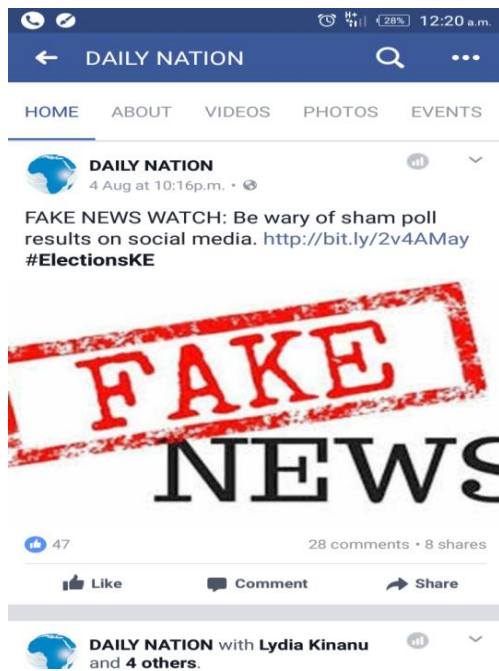 H+ 28% 12:20 a.m.
DAILY NATION
HOME ABOUT VIDEOS PHOTOS EVENTS
DAILY NATION
4 Aug at 10:16p.m. •
FAKE NEWS WATCH: Be wary of sham poll
results on social media. http://bit.ly/2v4AMay
#ElectionsKE
FAKE
NEWS
47 28 comments • 8 shares
Like Comment Share
DAILY NATION with Lydia Kinanu
and 4 others.